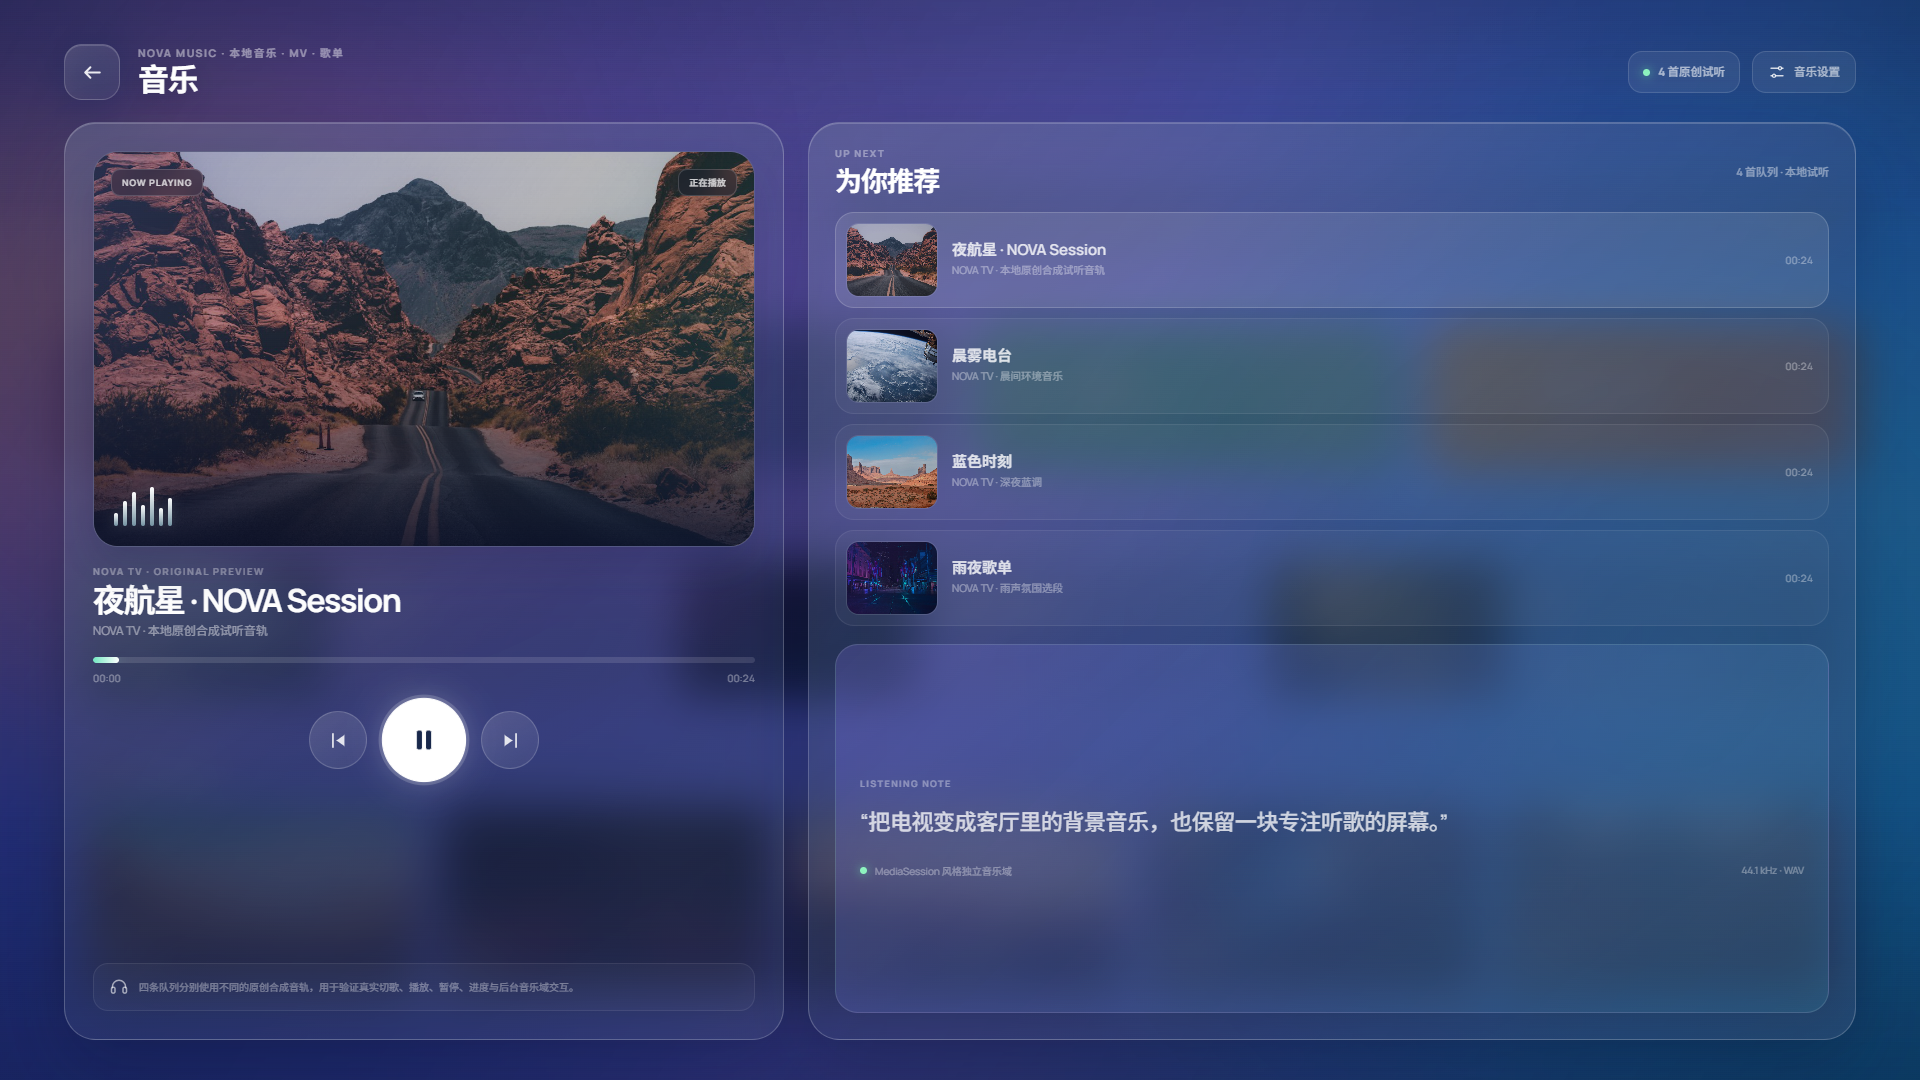 NOVA MUSIC · 本地音乐 · MV · 歌单
音乐
4 首原创试听
音乐设置
NOW PLAYING
正在播放
NOVA TV · ORIGINAL PREVIEW
夜航星 · NOVA Session
NOVA TV · 本地原创合成试听音轨
00:00
00:24
四条队列分别使用不同的原创合成音轨，用于验证真实切歌、播放、暂停、进度与后台音乐域交互。
UP NEXT
为你推荐
4 首队列 · 本地试听
夜航星 · NOVA Session
NOVA TV · 本地原创合成试听音轨
00:24
晨雾电台
NOVA TV · 晨间环境音乐
00:24
蓝色时刻
NOVA TV · 深夜蓝调
00:24
雨夜歌单
NOVA TV · 雨声氛围选段
00:24
LISTENING NOTE
“把电视变成客厅里的背景音乐，也保留一块专注听歌的屏幕。”
MediaSession 风格独立音乐域
44.1 kHz · WAV